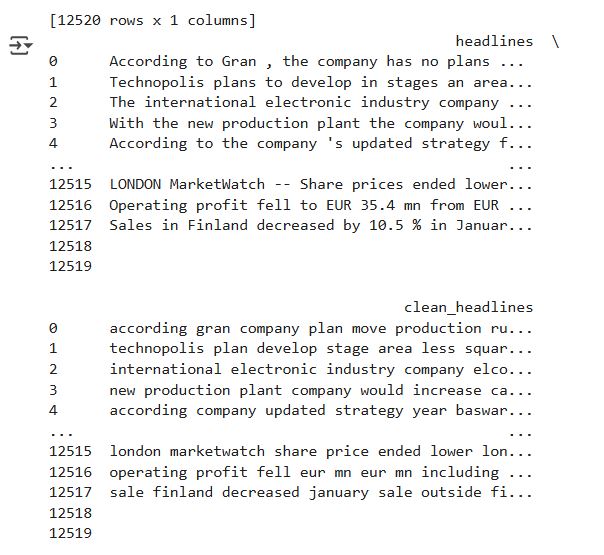 [12520 rows x 1 columns]
headlines \
0 According to Gran , the company has no plans ...
1 Technopolis plans to develop in stages an area...
2 The international electronic industry company ...
3 With the new production plant the company woul...
4 According to the company 's updated strategy f...
... ...
12515 LONDON MarketWatch -- Share prices ended lower...
12516 Operating profit fell to EUR 35.4 mn from EUR ...
12517 Sales in Finland decreased by 10.5 % in Januar...
12518
12519
clean_headlines
0 according gran company plan move production ru...
1 technopolis plan develop stage area less squar...
2 international electronic industry company elco...
3 new production plant company would increase ca...
4 according company updated strategy year baswar...
... ...
12515 london marketwatch share price ended lower lon...
12516 operating profit fell eur mn eur mn including ...
12517 sale finland decreased january sale outside fi...
12518
12519